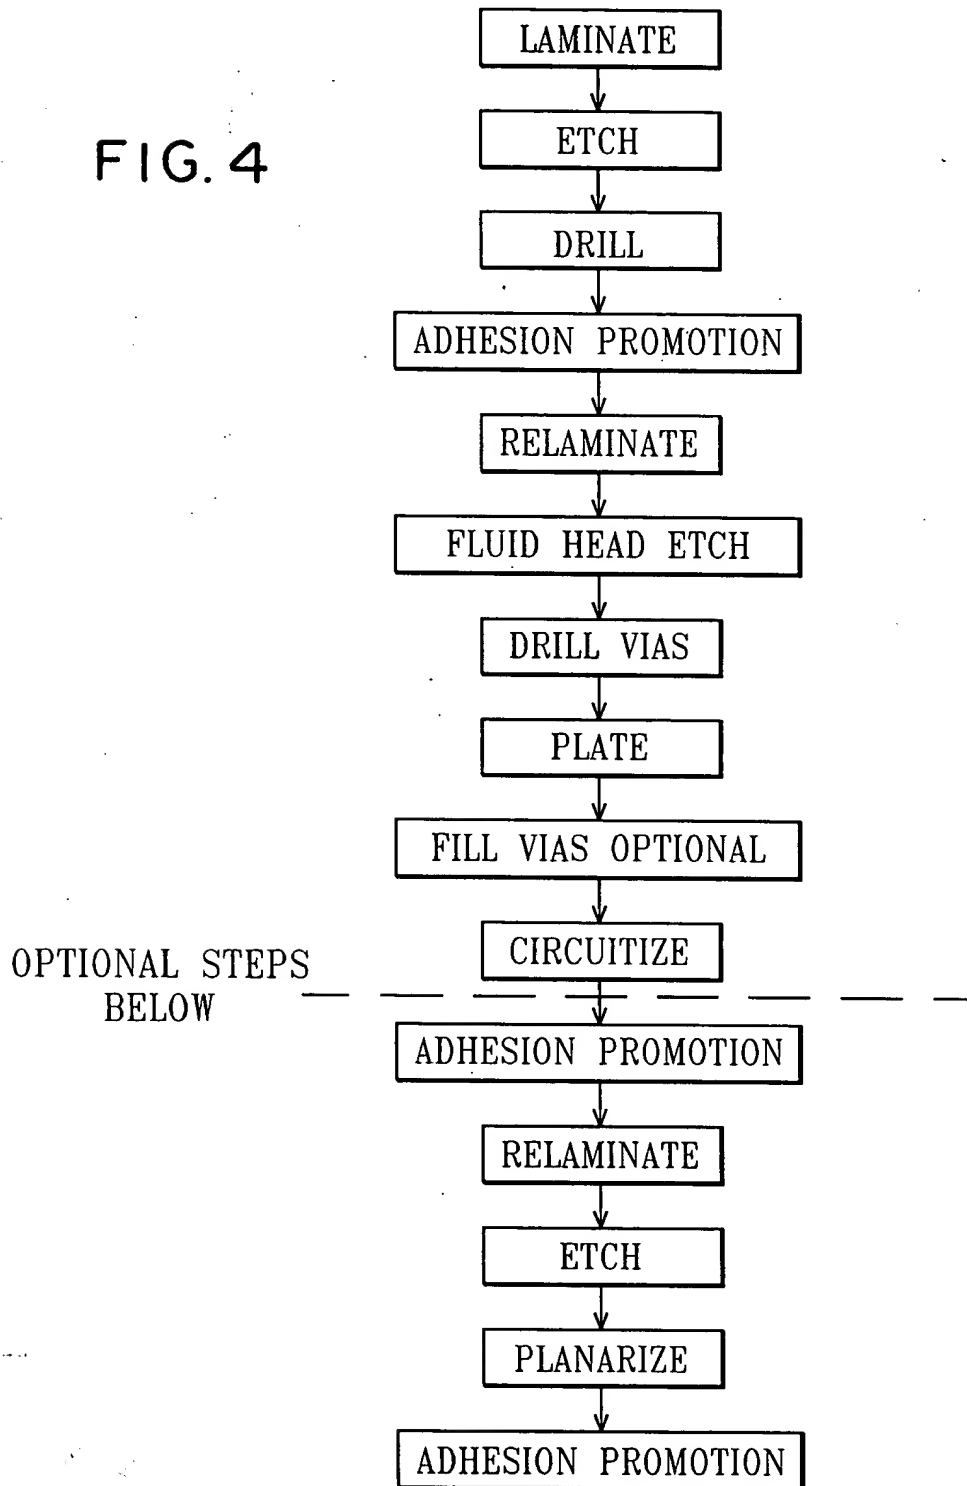 FIG. 4
LAMINATE
ETCH
DRILL
ADHESION PROMOTION
RELAMINATE
FLUID HEAD ETCH
DRILL VIAS
PLATE
FILL VIAS OPTIONAL
CIRCUITIZE
OPTIONAL STEPS
BELOW
ADHESION PROMOTION
RELAMINATE
ETCH
PLANARIZE
ADHESION PROMOTION